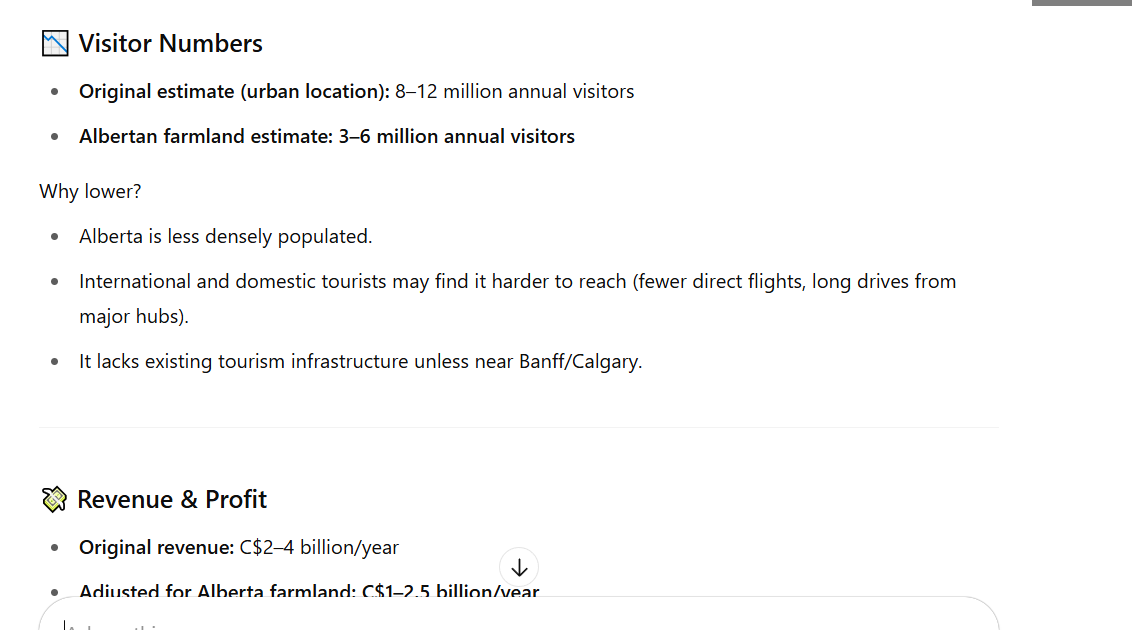 Visitor Numbers
Original estimate (urban location): 8–12 million annual visitors
Albertan farmland estimate: 3–6 million annual visitors
Why lower?
Alberta is less densely populated.
International and domestic tourists may find it harder to reach (fewer direct flights, long drives from
major hubs).
It lacks existing tourism infrastructure unless near Banff/Calgary.
Revenue & Profit
Original revenue: C$2–4 billion/year
Adjusted for Alberta farmland: C$1–2.5 billion/year